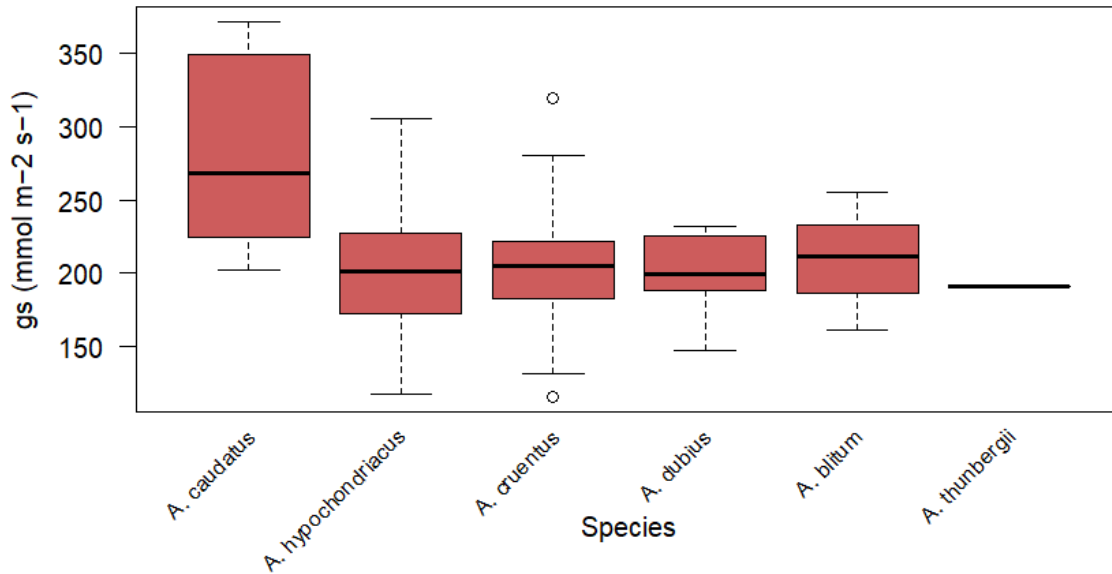 gs (mmol m−2 s−1)
350
300
250
200
150
A. caudatus
A. hypochondriacus
A. cruentus
A. dubius
A. blitum
A. thunbergii
Species